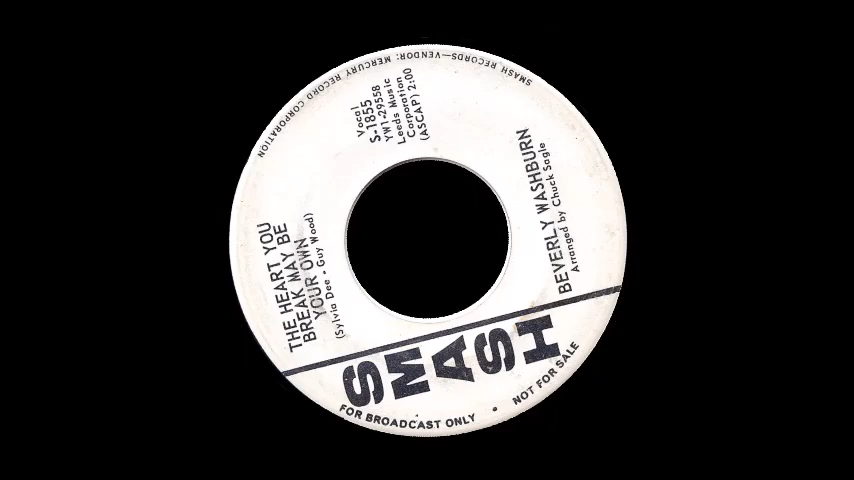 SMASH RECORDS—VENDOR: MERCURY RECORD CORPORATION
Vocal
S-1855
YW1-29558
Leeds Music
Corporation
(ASCAP) 2:00
THE HEART YOU
BREAK MAY BE
YOUR OWN
(Sylvia Dee - Guy Wood)
BEVERLY WASHBURN
Arranged by Chuck Sagle
SMASH
FOR BROADCAST ONLY • NOT FOR SALE